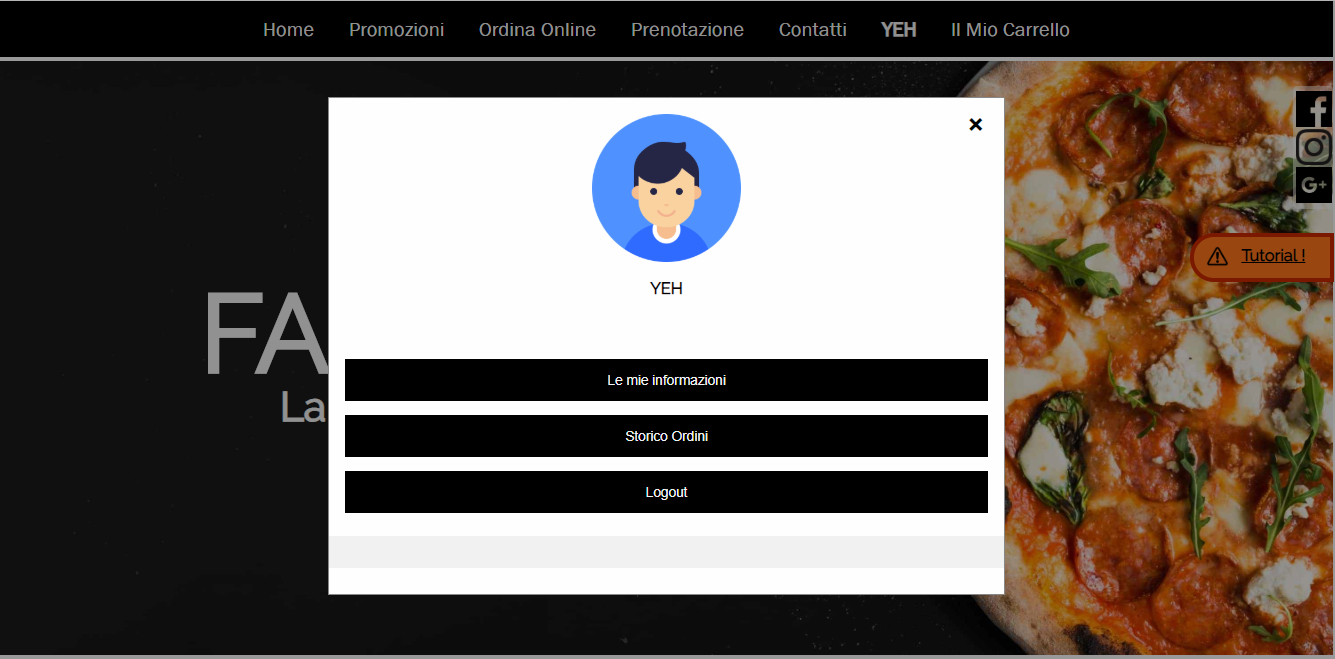 Home Promozioni Ordina Online Prenotazione Contatti YEH Il Mio Carrello
YEH
Tutorial !
FA
La
Le mie informazioni
Storico Ordini
Logout
G+